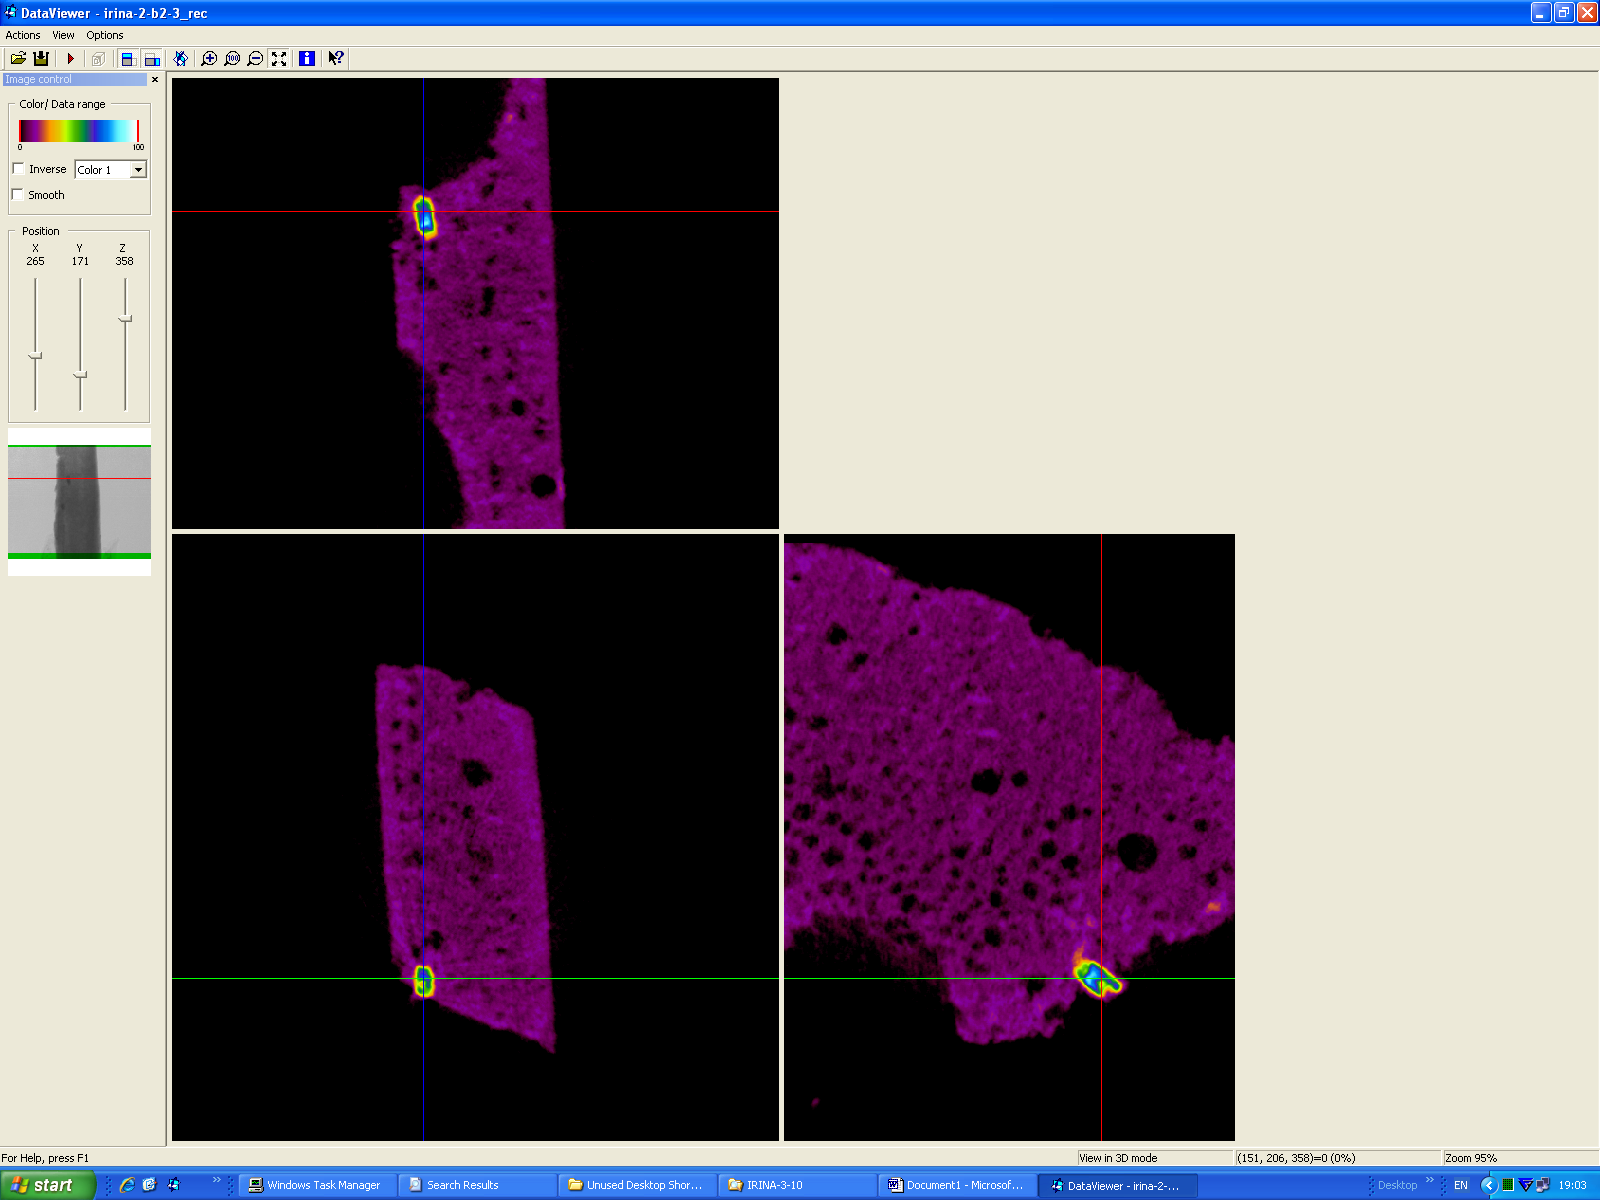 DataViewer - irina-2-b2-3_rec
Actions View Options
Image control
Color/ Data range
0 100
Inverse Color 1
Smooth
Position
X Y Z
265 171 358
For Help, press F1 View in 3D mode (151, 206, 358)=0 (0%) Zoom 95%
start Windows Task Manager Search Results Unused Desktop Shor... IRINA-3-10 Document1 - Microsof... DataViewer - irina-2-... Desktop EN 19:03